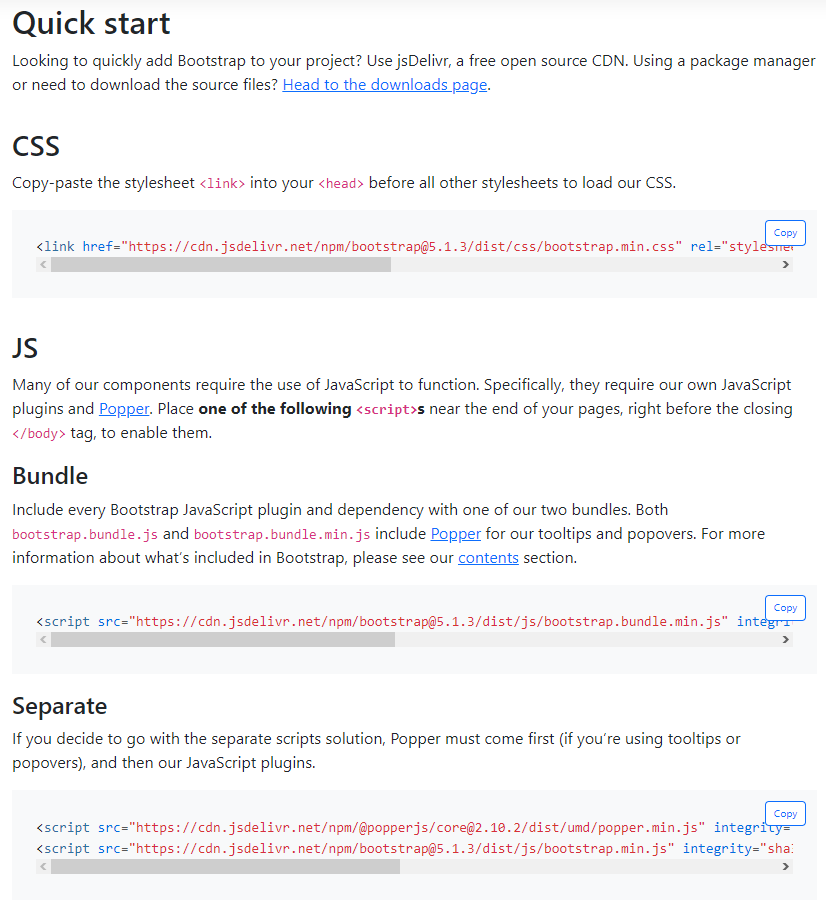 Quick start
Looking to quickly add Bootstrap to your project? Use jsDelivr, a free open source CDN. Using a package manager
or need to download the source files? Head to the downloads page.
CSS
Copy-paste the stylesheet <link> into your <head> before all other stylesheets to load our CSS.
Copy
<link href="https://cdn.jsdelivr.net/npm/bootstrap@5.1.3/dist/css/bootstrap.min.css" rel="styleshe
JS
Many of our components require the use of JavaScript to function. Specifically, they require our own JavaScript
plugins and Popper. Place one of the following <script>s near the end of your pages, right before the closing
</body> tag, to enable them.
Bundle
Include every Bootstrap JavaScript plugin and dependency with one of our two bundles. Both
bootstrap.bundle.js and bootstrap.bundle.min.js include Popper for our tooltips and popovers. For more
information about what’s included in Bootstrap, please see our contents section.
Copy
<script src="https://cdn.jsdelivr.net/npm/bootstrap@5.1.3/dist/js/bootstrap.bundle.min.js" integri
Separate
If you decide to go with the separate scripts solution, Popper must come first (if you’re using tooltips or
popovers), and then our JavaScript plugins.
Copy
<script src="https://cdn.jsdelivr.net/npm/@popperjs/core@2.10.2/dist/umd/popper.min.js" integrity=
<script src="https://cdn.jsdelivr.net/npm/bootstrap@5.1.3/dist/js/bootstrap.min.js" integrity="sha